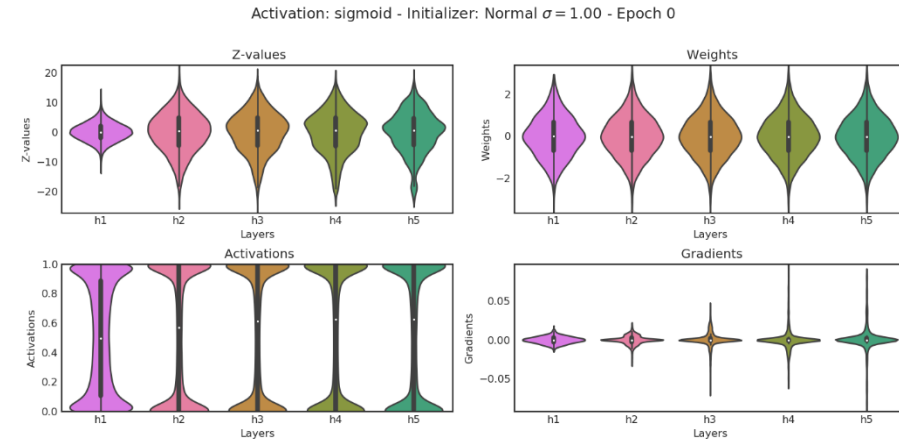 Activation: sigmoid - Initializer: Normal σ = 1.00 - Epoch 0
Z-values
Z-values
20
10
0
−10
−20
h1 h2 h3 h4 h5
Layers
Weights
Weights
2
0
−2
h1 h2 h3 h4 h5
Layers
Activations
Activations
1.0
0.8
0.6
0.4
0.2
0.0
h1 h2 h3 h4 h5
Layers
Gradients
Gradients
0.05
0.00
−0.05
h1 h2 h3 h4 h5
Layers